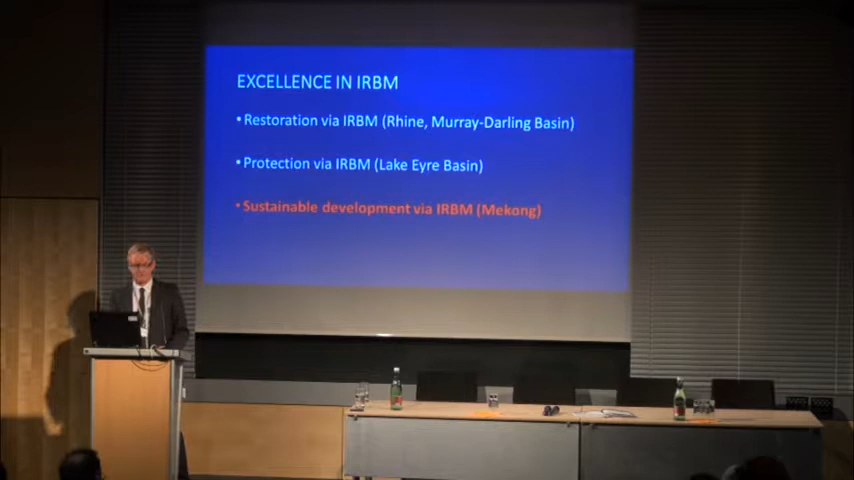 EXCELLENCE IN IRBM
• Restoration via IRBM (Rhine, Murray-Darling Basin)
• Protection via IRBM (Lake Eyre Basin)
• Sustainable development via IRBM (Mekong)